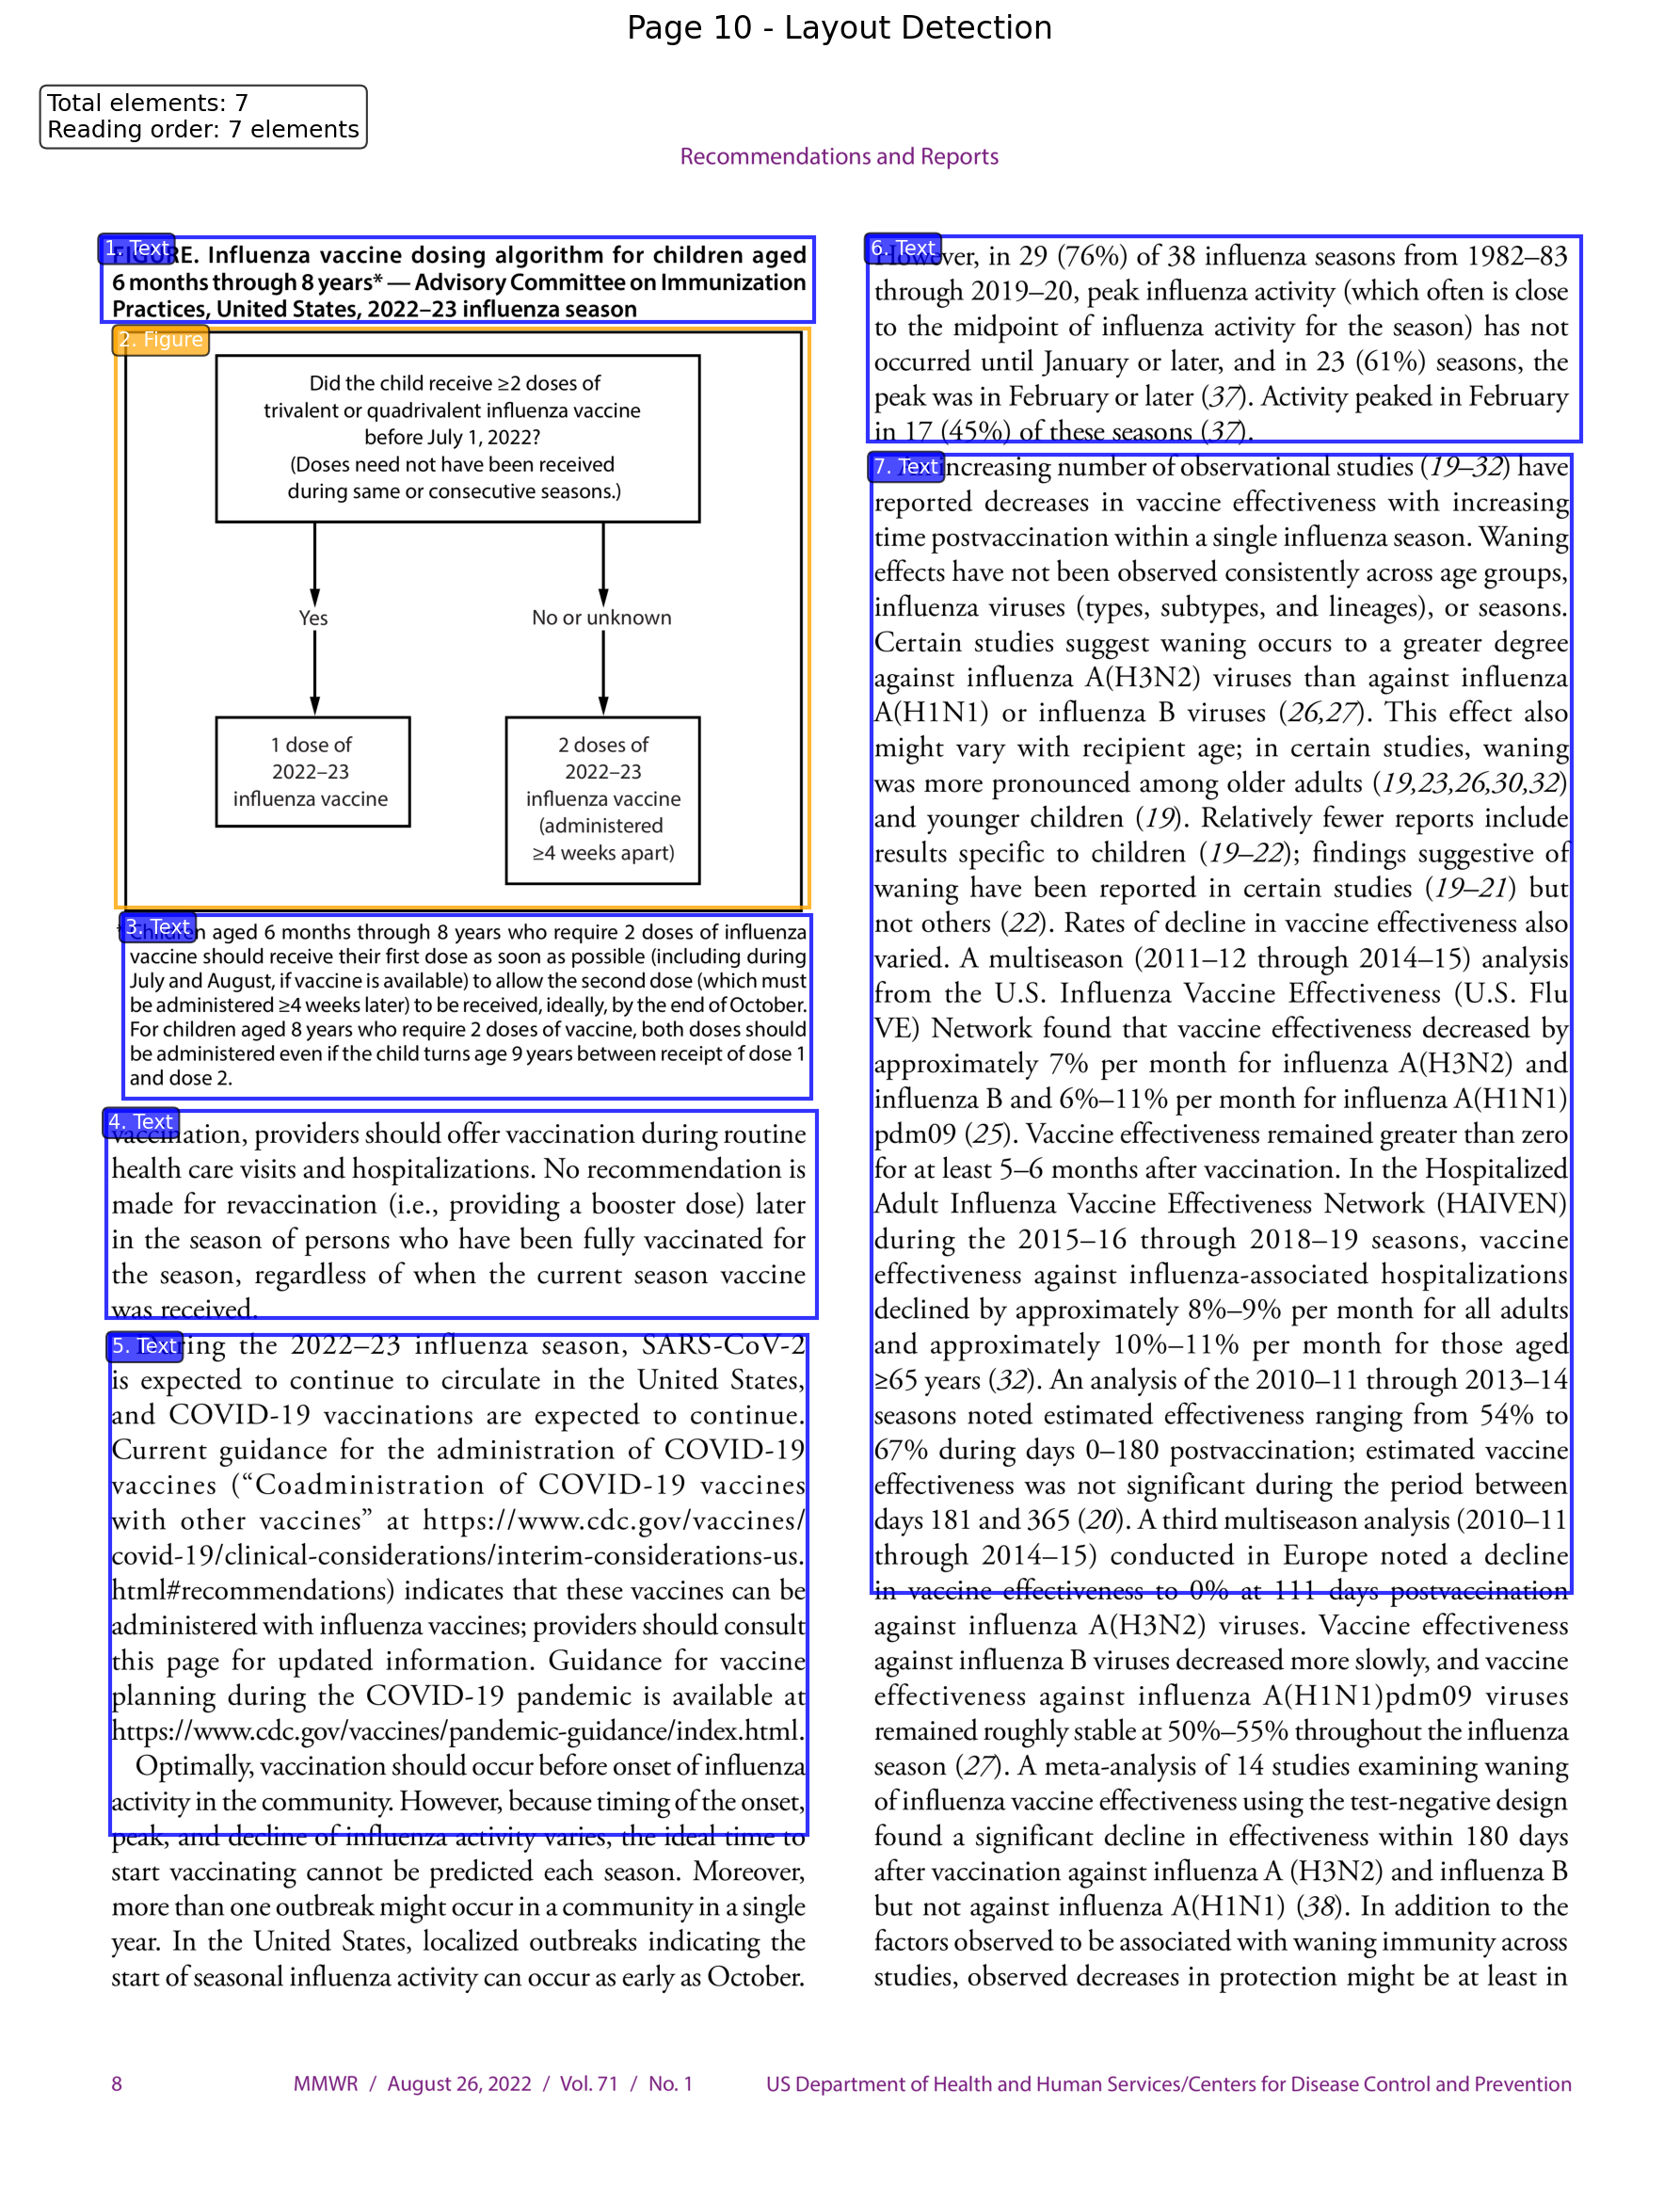 Page 10 - Layout Detection
Total elements: 7
Reading order: 7 elements
Recommendations and Reports
1. Text
FIGURE. Influenza vaccine dosing algorithm for children aged
6 months through 8 years* — Advisory Committee on Immunization
Practices, United States, 2022–23 influenza season
2. Figure
Did the child receive ≥2 doses of
trivalent or quadrivalent influenza vaccine
before July 1, 2022?
(Doses need not have been received
during same or consecutive seasons.)
Yes
No or unknown
1 dose of
2022–23
influenza vaccine
2 doses of
2022–23
influenza vaccine
(administered
≥4 weeks apart)
3. Text
* Children aged 6 months through 8 years who require 2 doses of influenza
vaccine should receive their first dose as soon as possible (including during
July and August, if vaccine is available) to allow the second dose (which must
be administered ≥4 weeks later) to be received, ideally, by the end of October.
For children aged 8 years who require 2 doses of vaccine, both doses should
be administered even if the child turns age 9 years between receipt of dose 1
and dose 2.
4. Text
vaccination, providers should offer vaccination during routine
health care visits and hospitalizations. No recommendation is
made for revaccination (i.e., providing a booster dose) later
in the season of persons who have been fully vaccinated for
the season, regardless of when the current season vaccine
was received.
5. Text
During the 2022–23 influenza season, SARS-CoV-2
is expected to continue to circulate in the United States,
and COVID-19 vaccinations are expected to continue.
Current guidance for the administration of COVID-19
vaccines (“Coadministration of COVID-19 vaccines
with other vaccines” at https://www.cdc.gov/vaccines/
covid-19/clinical-considerations/interim-considerations-us.
html#recommendations) indicates that these vaccines can be
administered with influenza vaccines; providers should consult
this page for updated information. Guidance for vaccine
planning during the COVID-19 pandemic is available at
https://www.cdc.gov/vaccines/pandemic-guidance/index.html.
Optimally, vaccination should occur before onset of influenza
activity in the community. However, because timing of the onset,
peak, and decline of influenza activity varies, the ideal time to
start vaccinating cannot be predicted each season. Moreover,
more than one outbreak might occur in a community in a single
year. In the United States, localized outbreaks indicating the
start of seasonal influenza activity can occur as early as October.
6. Text
However, in 29 (76%) of 38 influenza seasons from 1982–83
through 2019–20, peak influenza activity (which often is close
to the midpoint of influenza activity for the season) has not
occurred until January or later, and in 23 (61%) seasons, the
peak was in February or later (37). Activity peaked in February
in 17 (45%) of these seasons (37).
7. Text
increasing number of observational studies (19–32) have
reported decreases in vaccine effectiveness with increasing
time postvaccination within a single influenza season. Waning
effects have not been observed consistently across age groups,
influenza viruses (types, subtypes, and lineages), or seasons.
Certain studies suggest waning occurs to a greater degree
against influenza A(H3N2) viruses than against influenza
A(H1N1) or influenza B viruses (26,27). This effect also
might vary with recipient age; in certain studies, waning
was more pronounced among older adults (19,23,26,30,32)
and younger children (19). Relatively fewer reports include
results specific to children (19–22); findings suggestive of
waning have been reported in certain studies (19–21) but
not others (22). Rates of decline in vaccine effectiveness also
varied. A multiseason (2011–12 through 2014–15) analysis
from the U.S. Influenza Vaccine Effectiveness (U.S. Flu
VE) Network found that vaccine effectiveness decreased by
approximately 7% per month for influenza A(H3N2) and
influenza B and 6%–11% per month for influenza A(H1N1)
pdm09 (25). Vaccine effectiveness remained greater than zero
for at least 5–6 months after vaccination. In the Hospitalized
Adult Influenza Vaccine Effectiveness Network (HAIVEN)
during the 2015–16 through 2018–19 seasons, vaccine
effectiveness against influenza-associated hospitalizations
declined by approximately 8%–9% per month for all adults
and approximately 10%–11% per month for those aged
≥65 years (32). An analysis of the 2010–11 through 2013–14
seasons noted estimated effectiveness ranging from 54% to
67% during days 0–180 postvaccination; estimated vaccine
effectiveness was not significant during the period between
days 181 and 365 (20). A third multiseason analysis (2010–11
through 2014–15) conducted in Europe noted a decline
in vaccine effectiveness to 0% at 111 days postvaccination
against influenza A(H3N2) viruses. Vaccine effectiveness
against influenza B viruses decreased more slowly, and vaccine
effectiveness against influenza A(H1N1)pdm09 viruses
remained roughly stable at 50%–55% throughout the influenza
season (27). A meta-analysis of 14 studies examining waning
of influenza vaccine effectiveness using the test-negative design
found a significant decline in effectiveness within 180 days
after vaccination against influenza A (H3N2) and influenza B
but not against influenza A(H1N1) (38). In addition to the
factors observed to be associated with waning immunity across
studies, observed decreases in protection might be at least in
8 MMWR / August 26, 2022 / Vol. 71 / No. 1 US Department of Health and Human Services/Centers for Disease Control and Prevention